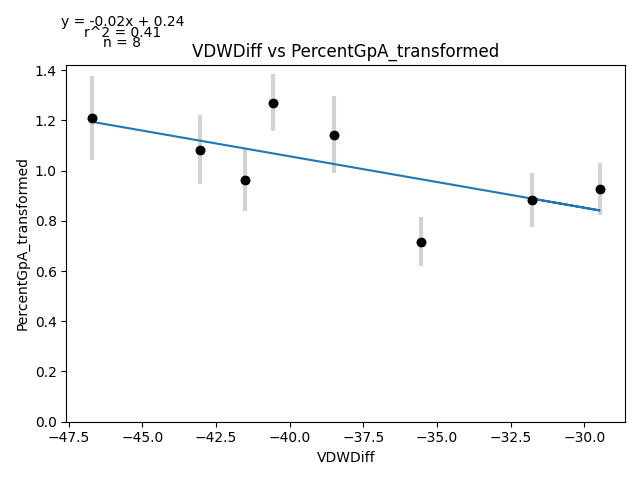 y = -0.02x + 0.24
r^2 = 0.41
n = 8
VDWDiff vs PercentGpA_transformed
1.4
1.2
1.0
0.8
0.6
0.4
0.2
0.0
PercentGpA_transformed
−47.5 −45.0 −42.5 −40.0 −37.5 −35.0 −32.5 −30.0
VDWDiff